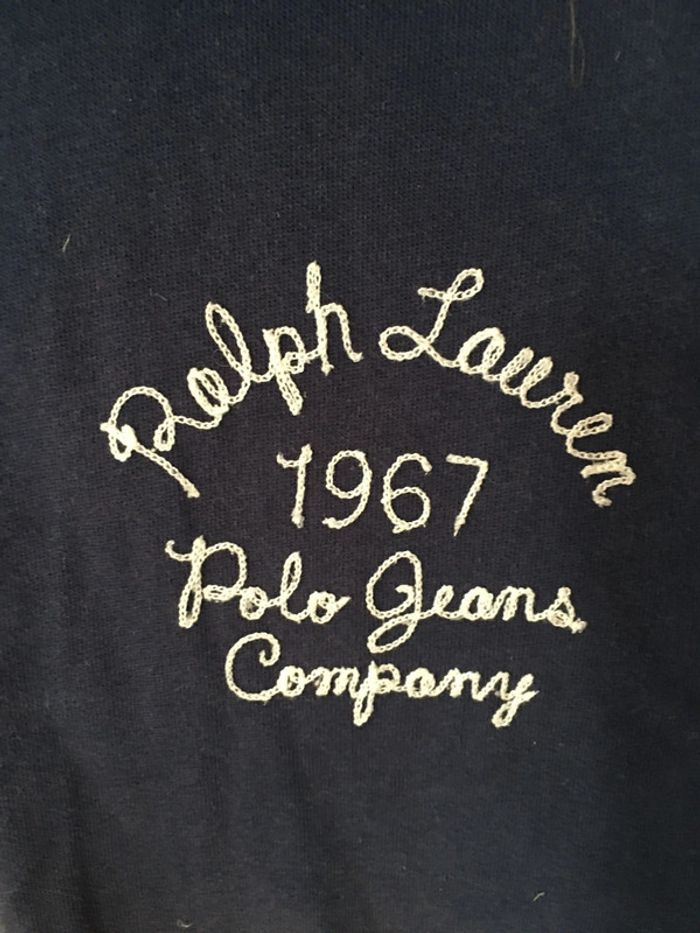 Ralph Lauren
1967
Polo Jeans
Company